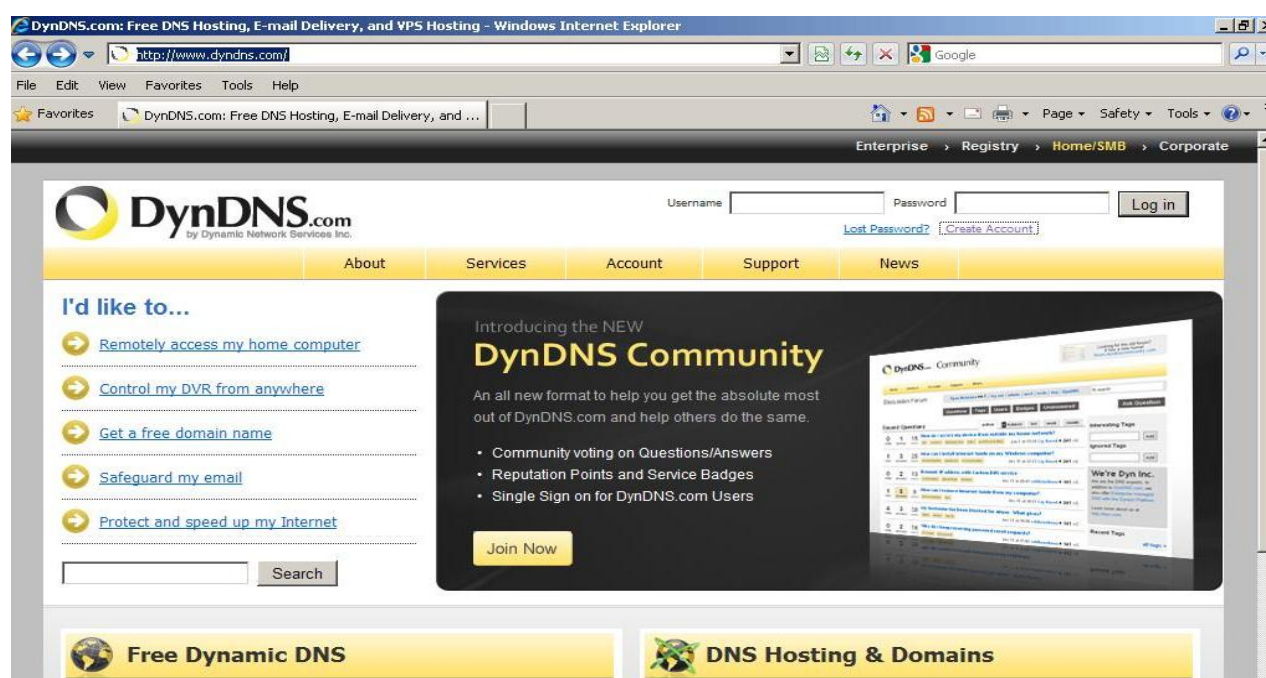 DynDNS.com: Free DNS Hosting, E-mail Delivery, and VPS Hosting - Windows Internet Explorer
http://www.dyndns.com/
Google
File Edit View Favorites Tools Help
Favorites DynDNS.com: Free DNS Hosting, E-mail Delivery, and ... Page Safety Tools
Enterprise › Registry › Home/SMB › Corporate
DynDNS.com
by Dynamic Network Services Inc.
Username Password Log in
Lost Password? Create Account
About Services Account Support News
I'd like to...
Remotely access my home computer
Control my DVR from anywhere
Get a free domain name
Safeguard my email
Protect and speed up my Internet
Search
Introducing the NEW
DynDNS Community
An all new format to help you get the absolute most
out of DynDNS.com and help others do the same.
• Community voting on Questions/Answers
• Reputation Points and Service Badges
• Single Sign on for DynDNS.com Users
Join Now
DynDNS Community
Ask Question
Interesting Tags
Ignored Tags
We're Dyn Inc.
Recent Tags
Free Dynamic DNS
DNS Hosting & Domains